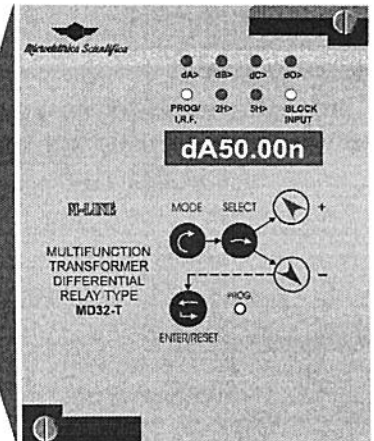 Microelettrica Scientifica
dA> dB> dC> dO>
PROG/ I.R.F. 2H> 5H> BLOCK INPUT
dA50.00n
M-LINE
MODE SELECT +
MULTIFUNCTION
TRANSFORMER
DIFFERENTIAL
RELAY TYPE
MD32-T
-
PROG.
ENTER/RESET